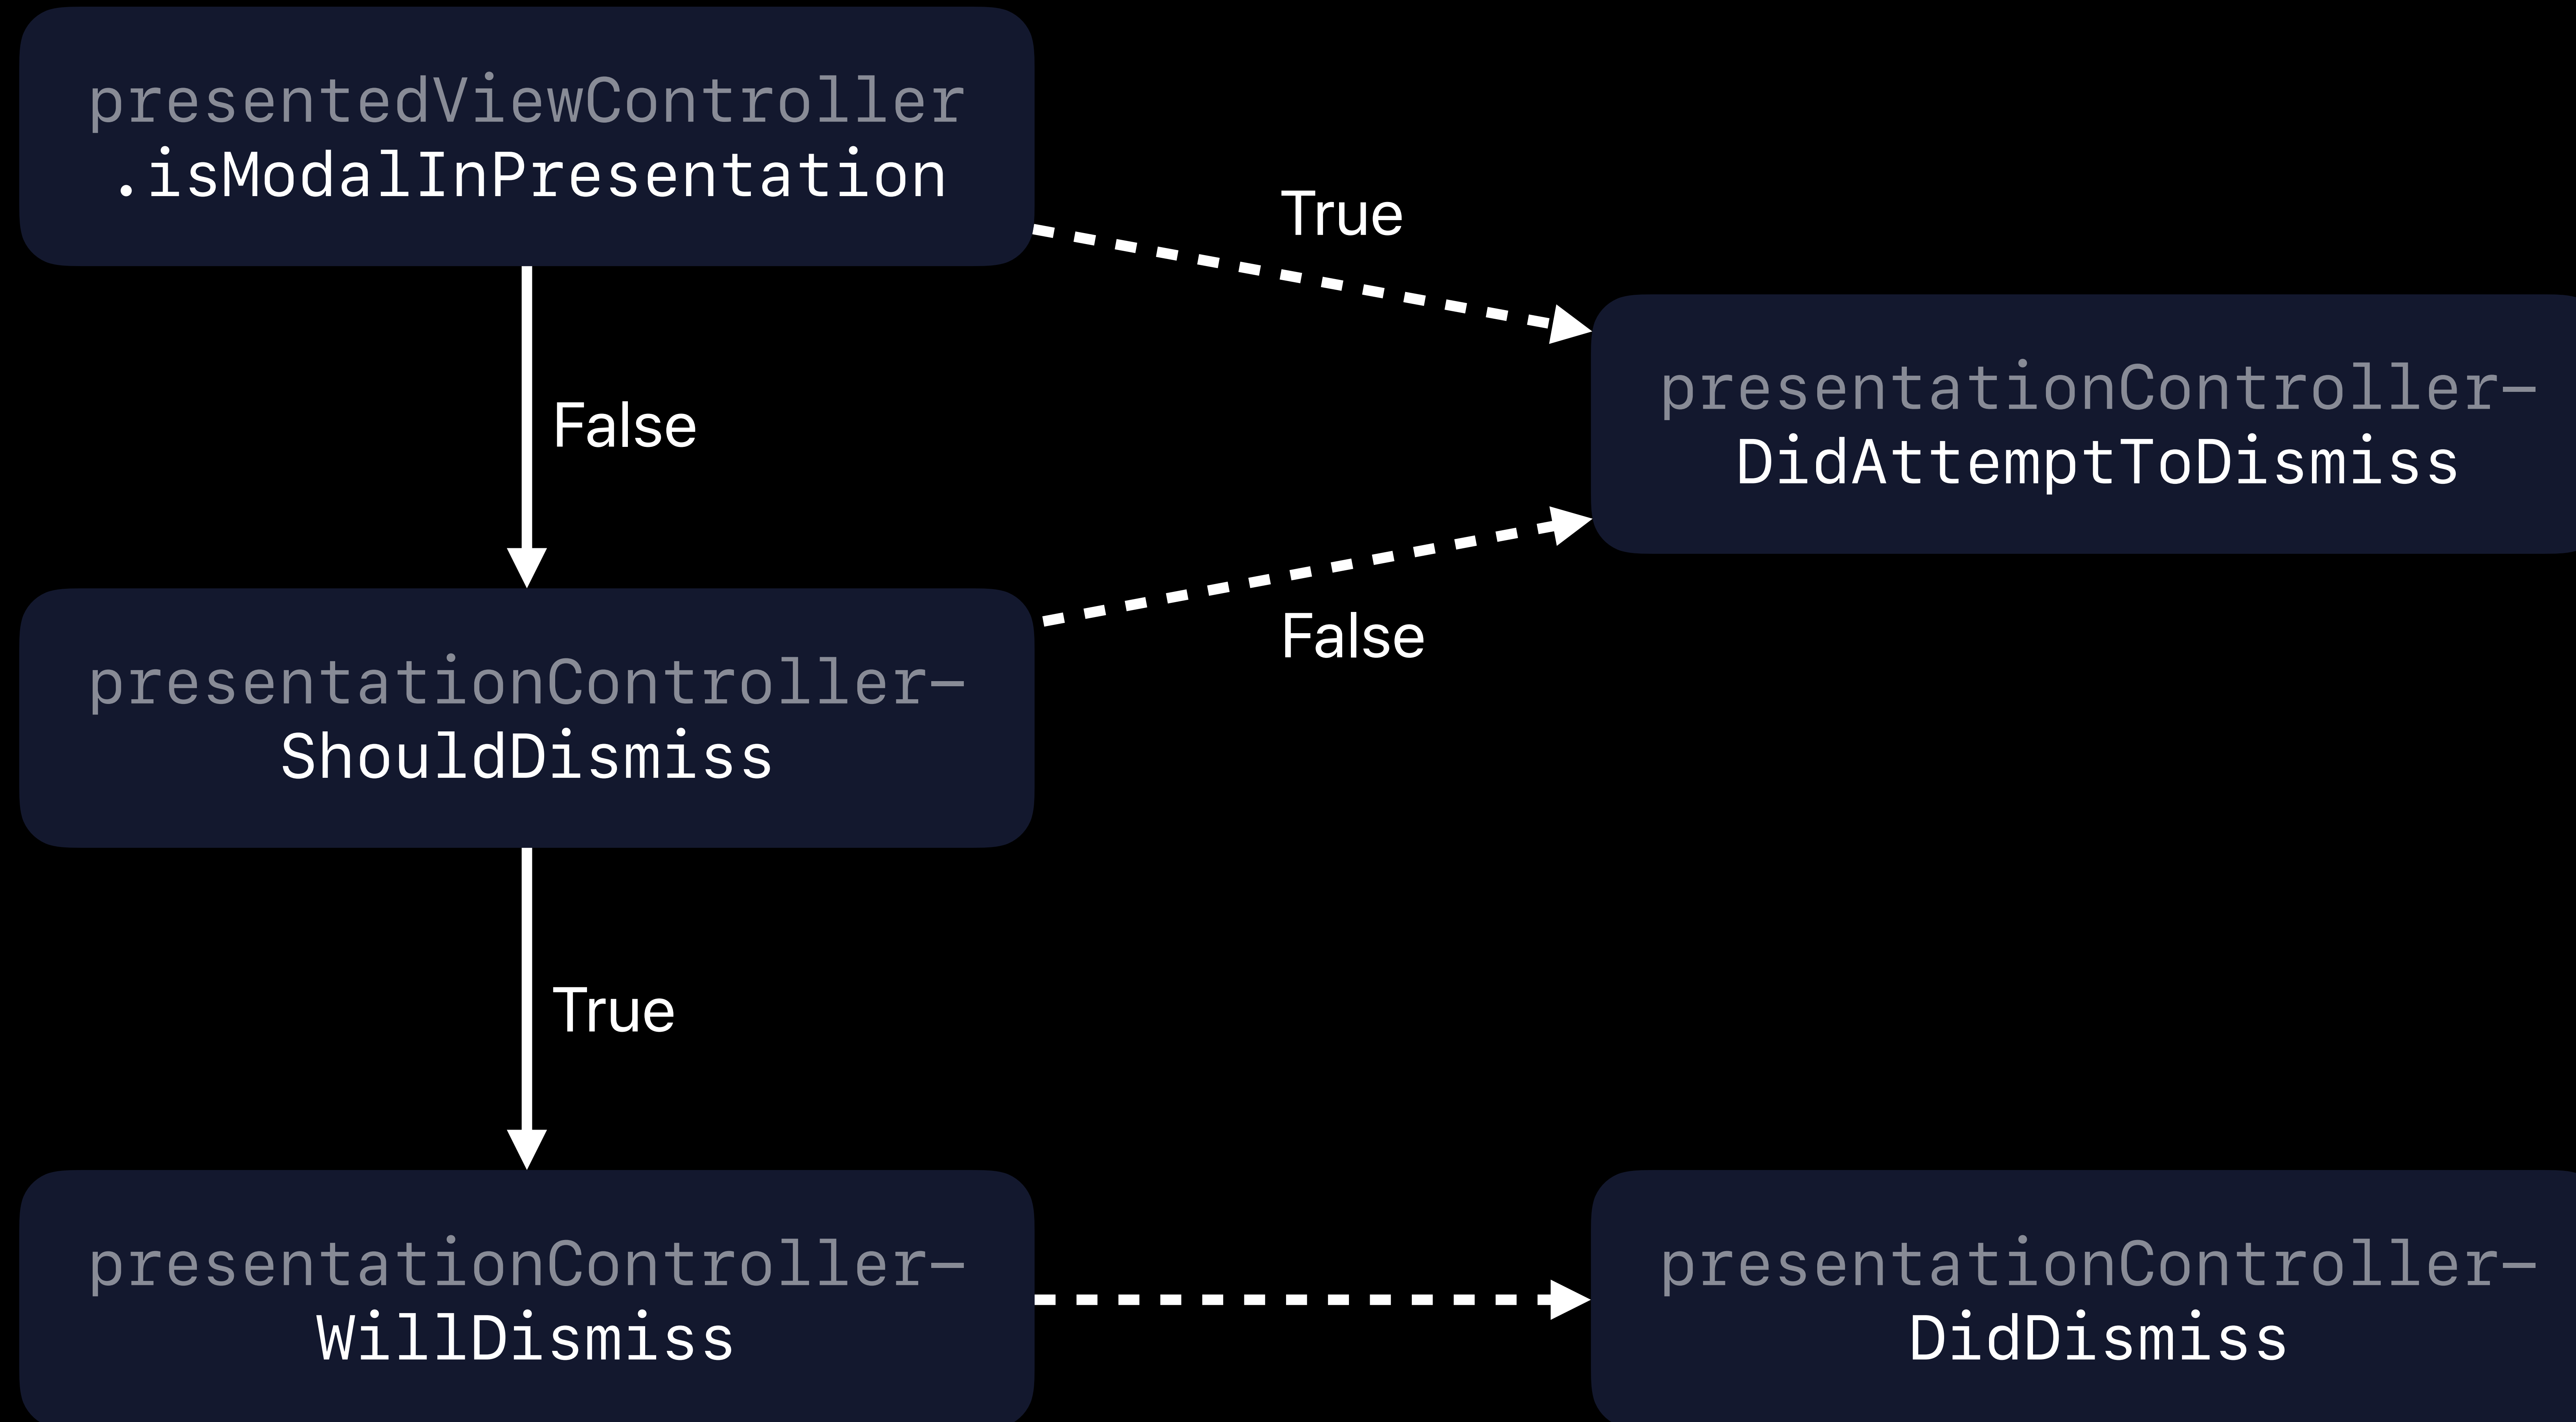 presentedViewController
.isModalInPresentation
True
presentationController–
DidAttemptToDismiss
False
False
presentationController–
ShouldDismiss
True
presentationController–
WillDismiss
presentationController–
DidDismiss